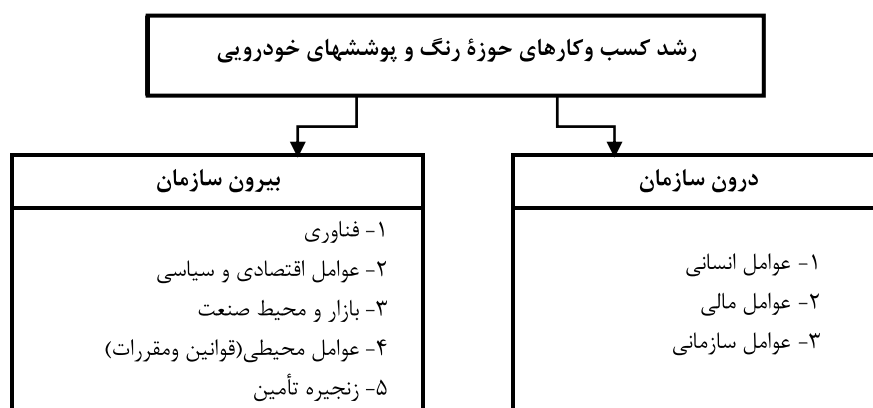 رشد کسب وکارهای حوزۀ رنگ و پوششهای خودرویی
درون سازمان
۱- عوامل انسانی
۲- عوامل مالی
۳- عوامل سازمانی
بیرون سازمان
۱- فناوری
۲- عوامل اقتصادی و سیاسی
۳- بازار و محیط صنعت
۴- عوامل محیطی(قوانین ومقررات)
۵- زنجیره تأمین